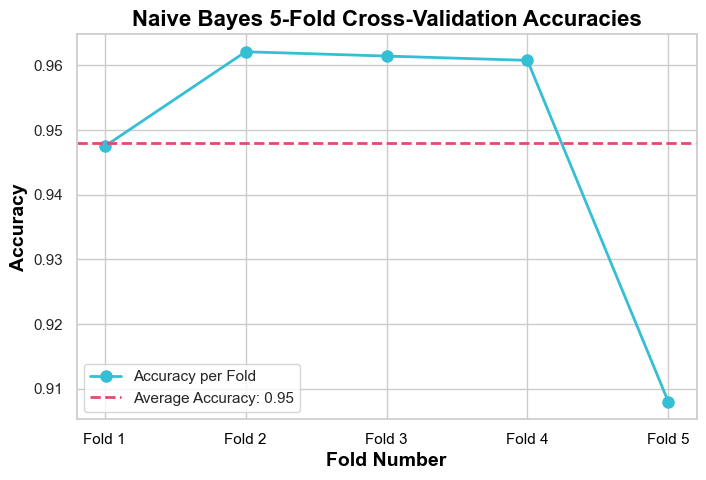 Naive Bayes 5-Fold Cross-Validation Accuracies
0.96
0.95
0.94
0.93
0.92
0.91
Accuracy
Accuracy per Fold
Average Accuracy: 0.95
Fold 1
Fold 2
Fold 3
Fold 4
Fold 5
Fold Number